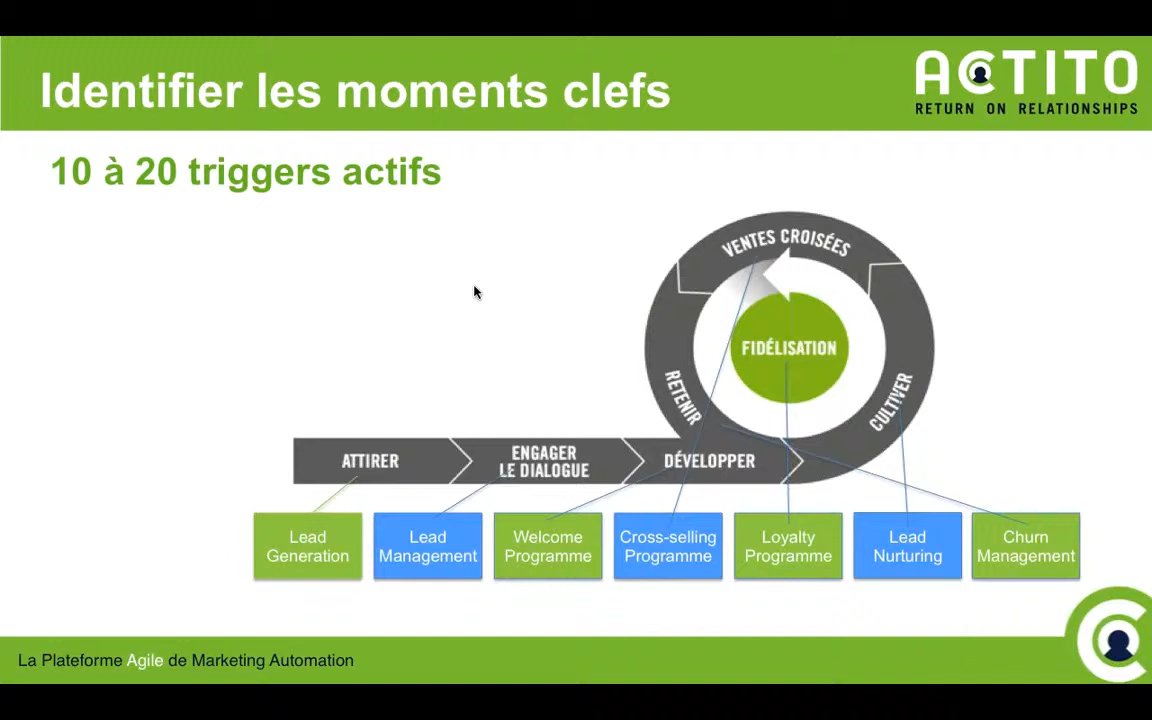 Identifier les moments clefs
ACTITO
RETURN ON RELATIONSHIPS
10 à 20 triggers actifs
VENTES CROISÉES
FIDÉLISATION
RETENIR
CULTIVER
ATTIRER
ENGAGER
LE DIALOGUE
DÉVELOPPER
Lead
Generation
Lead
Management
Welcome
Programme
Cross-selling
Programme
Loyalty
Programme
Lead
Nurturing
Churn
Management
La Plateforme Agile de Marketing Automation